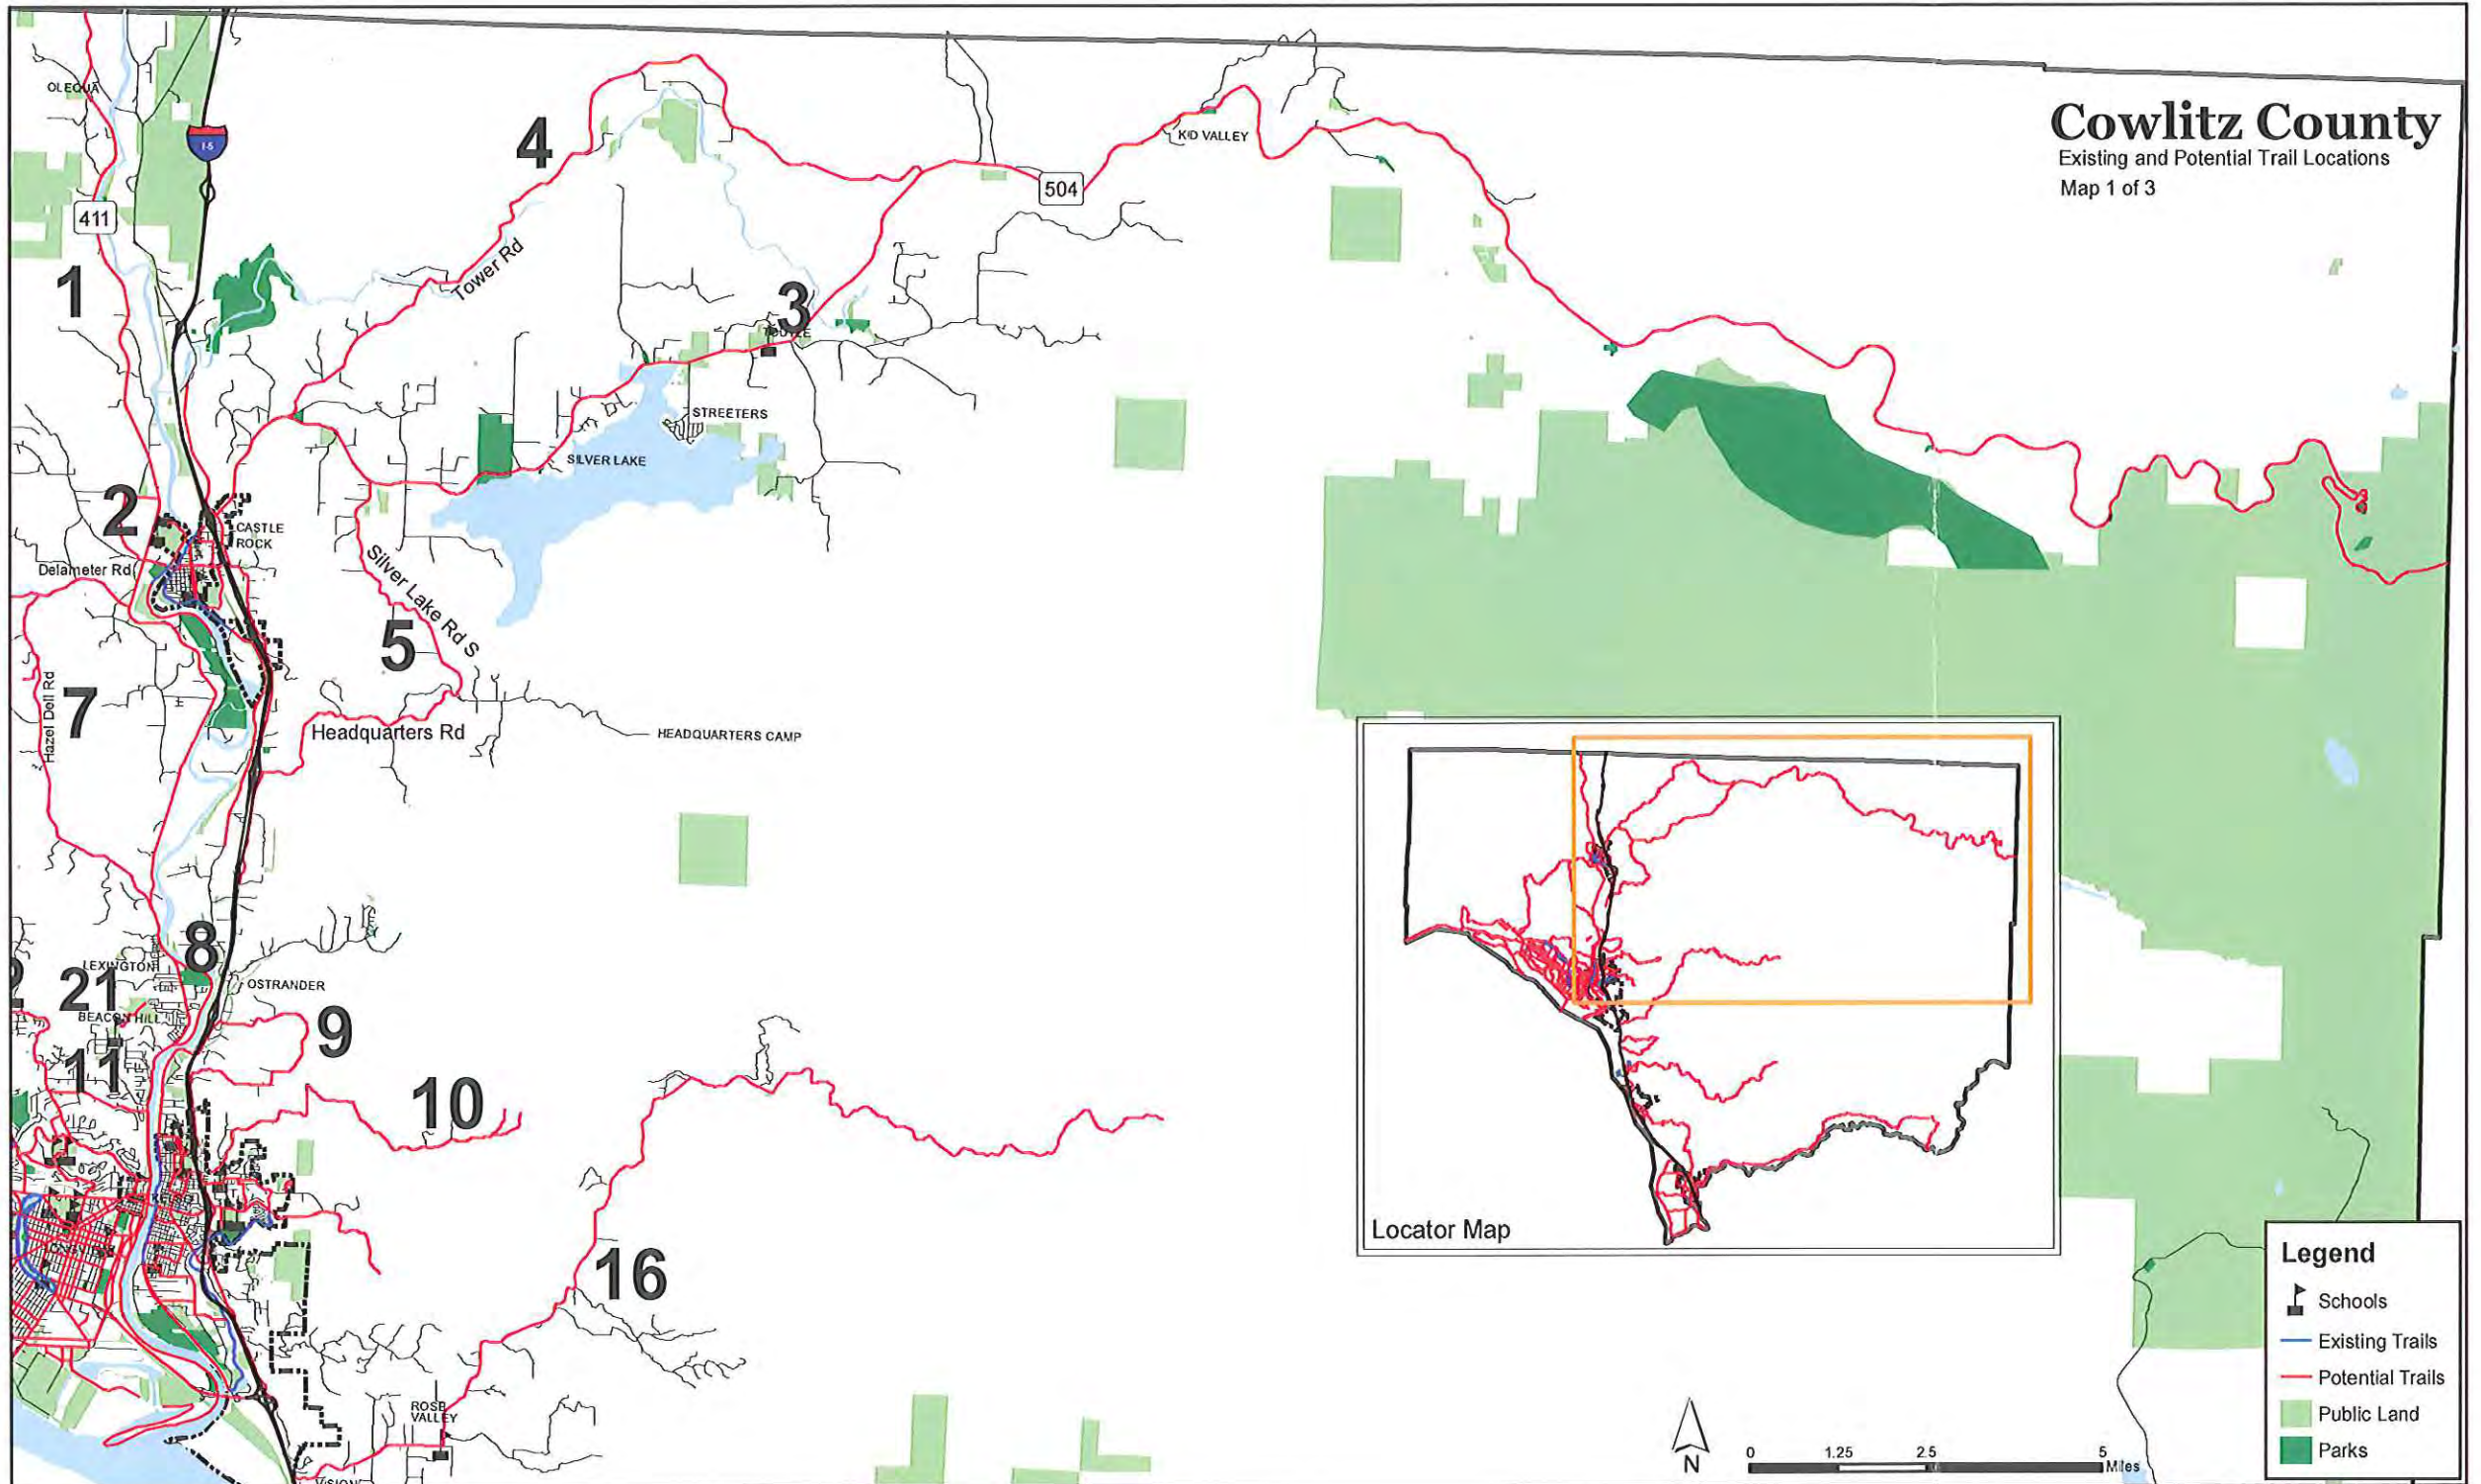 Cowlitz County
Existing and Potential Trail Locations
Map 1 of 3
OLEQUA
I-5
4
KID VALLEY
504
411
1
Tower Rd
3
TOUTLE
STREETERS
SILVER LAKE
2
CASTLE
ROCK
Delameter Rd
Silver Lake Rd S
5
7
Hazel Dell Rd
Headquarters Rd
HEADQUARTERS CAMP
8
LEXINGTON
21
OSTRANDER
BEACON HILL
9
11
10
KELSO
LONGVIEW
16
ROSE
VALLEY
Locator Map
Legend
Schools
Existing Trails
Potential Trails
Public Land
Parks
N
0 1.25 2.5 5
Miles